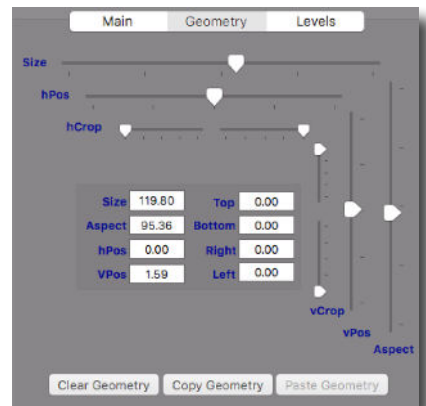 Main Geometry Levels
Size
hPos
hCrop
Size 119.80 Top 0.00
Aspect 95.36 Bottom 0.00
hPos 0.00 Right 0.00
VPos 1.59 Left 0.00
vCrop
vPos
Aspect
Clear Geometry Copy Geometry Paste Geometry